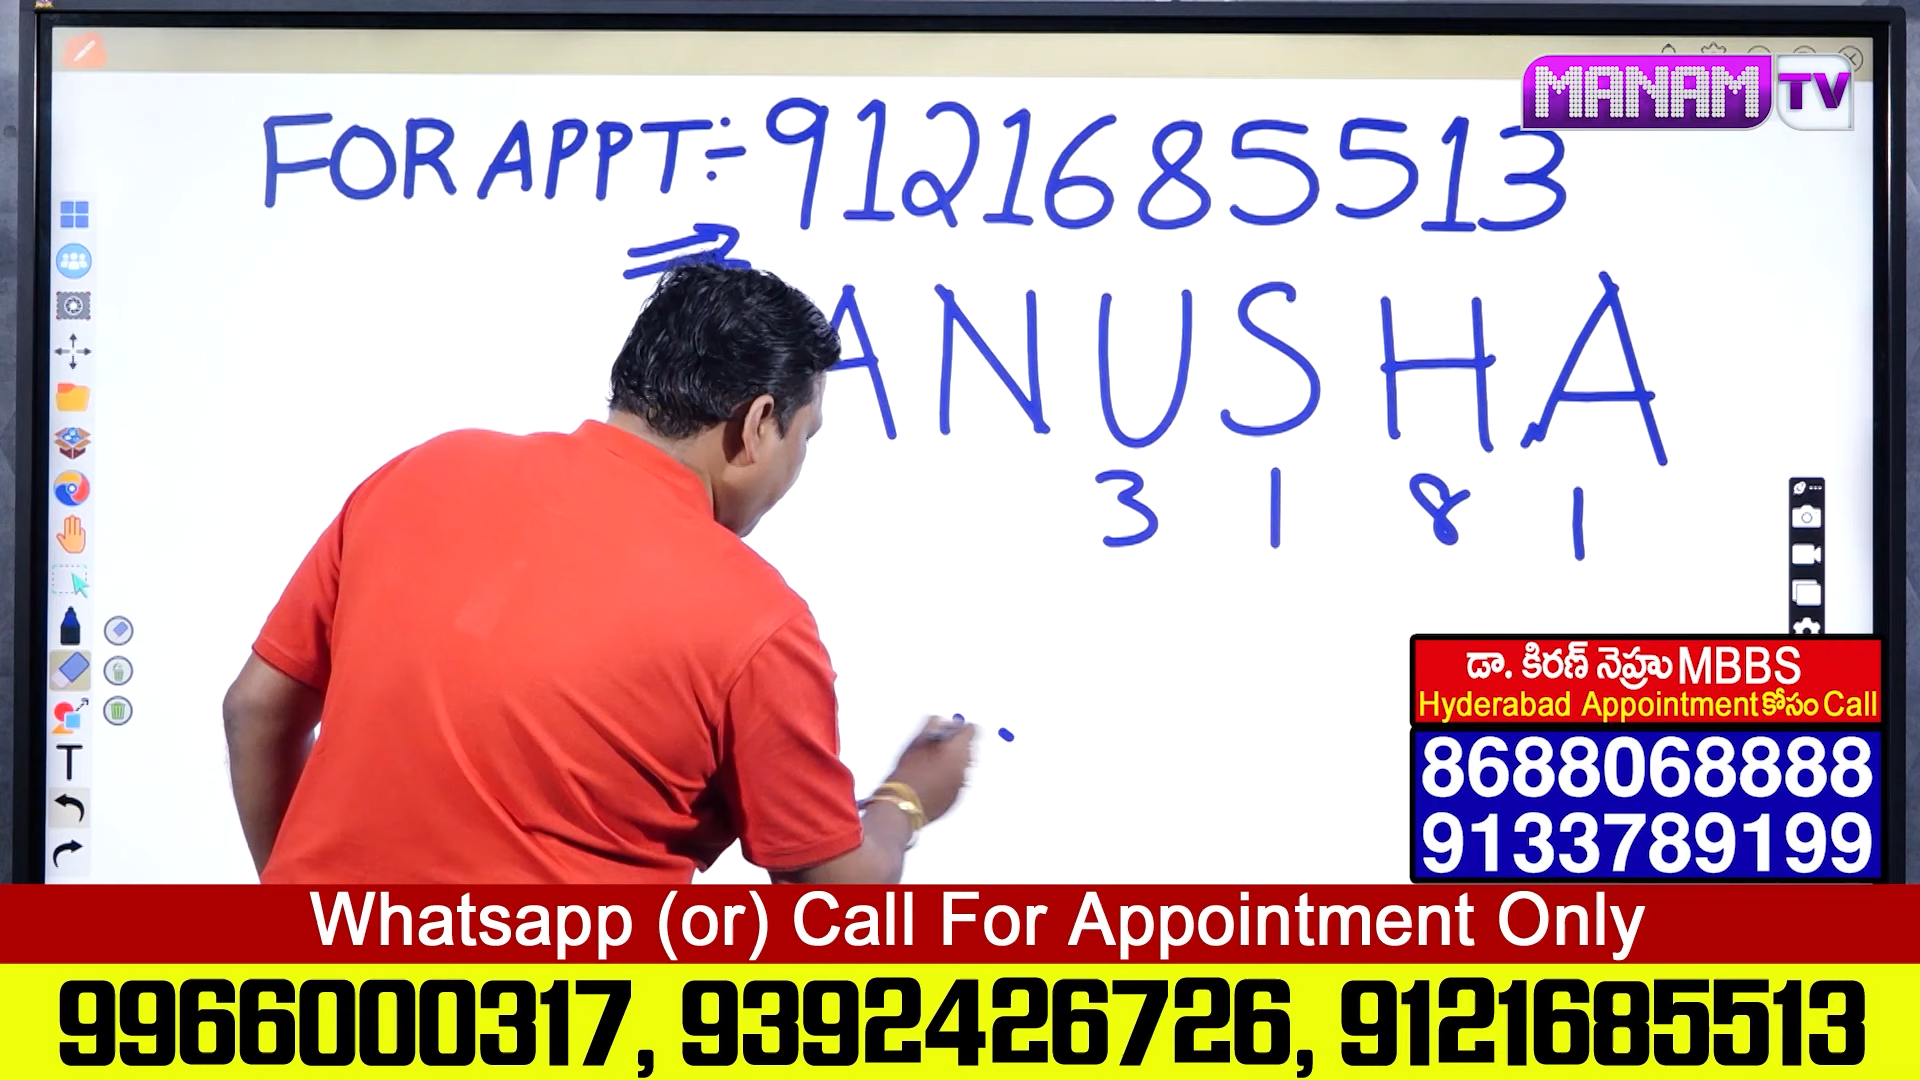 MANAM TV
FOR APPT:- 9121685513
ANUSHA
3 1 8 1
T
డా. కిరణ్ నెహ్రు MBBS
Hyderabad Appointment కోసం Call
8688068888
9133789199
Whatsapp (or) Call For Appointment Only
9966000317, 9392426726, 9121685513